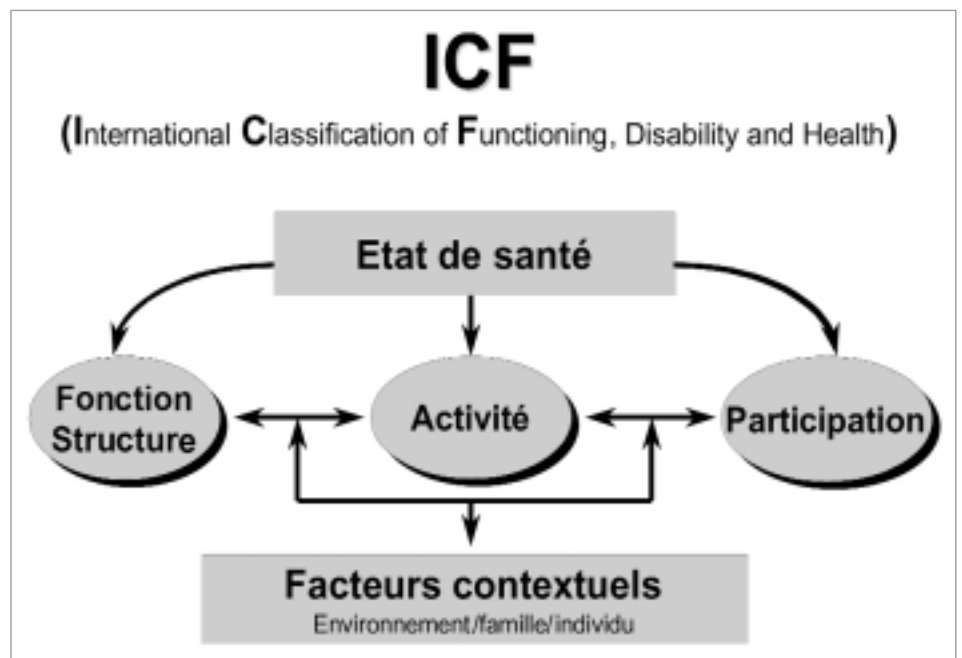 ICF
(International Classification of Functioning, Disability and Health)
Etat de santé
Fonction
Structure
Activité
Participation
Facteurs contextuels
Environnement/famille/individu